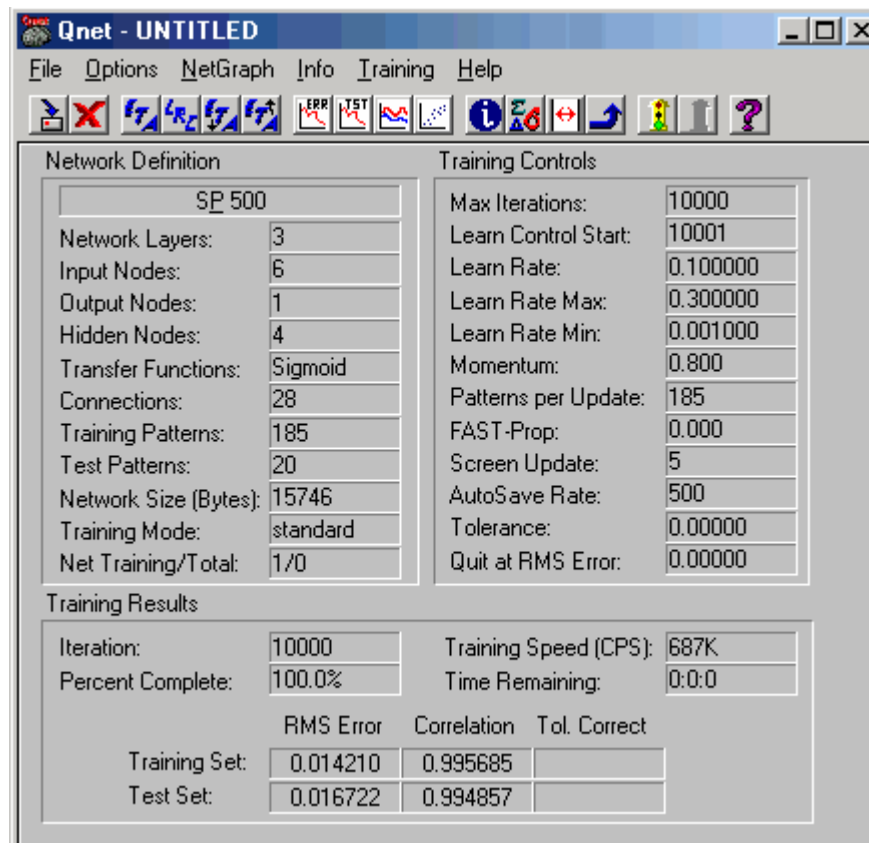 Qnet - UNTITLED
File Options NetGraph Info Training Help
ERR TST
Network Definition
SP 500
Network Layers: 3
Input Nodes: 6
Output Nodes: 1
Hidden Nodes: 4
Transfer Functions: Sigmoid
Connections: 28
Training Patterns: 185
Test Patterns: 20
Network Size (Bytes): 15746
Training Mode: standard
Net Training/Total: 1/0
Training Controls
Max Iterations: 10000
Learn Control Start: 10001
Learn Rate: 0.100000
Learn Rate Max: 0.300000
Learn Rate Min: 0.001000
Momentum: 0.800
Patterns per Update: 185
FAST-Prop: 0.000
Screen Update: 5
AutoSave Rate: 500
Tolerance: 0.00000
Quit at RMS Error: 0.00000
Training Results
Iteration: 10000
Percent Complete: 100.0%
Training Speed (CPS): 687K
Time Remaining: 0:0:0
RMS Error Correlation Tol. Correct
Training Set: 0.014210 0.995685
Test Set: 0.016722 0.994857